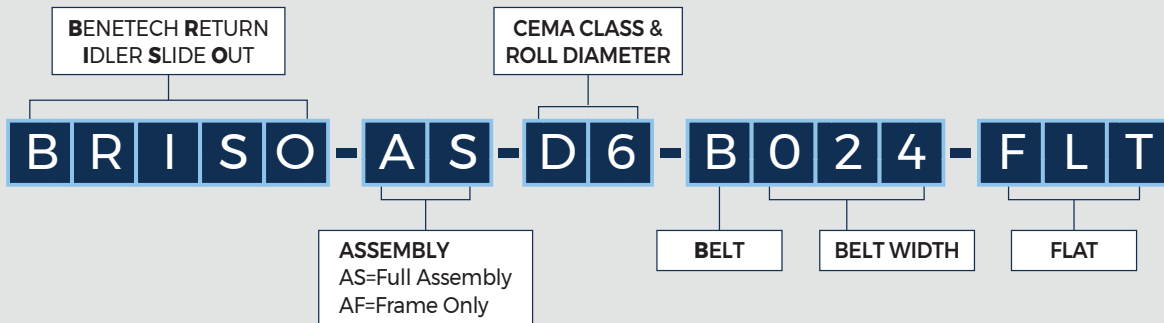 BENETECH RETURN
IDLER SLIDE OUT
CEMA CLASS &
ROLL DIAMETER
BRISO-AS-D6-B024-FLT
ASSEMBLY
AS=Full Assembly
AF=Frame Only
BELT
BELT WIDTH
FLAT